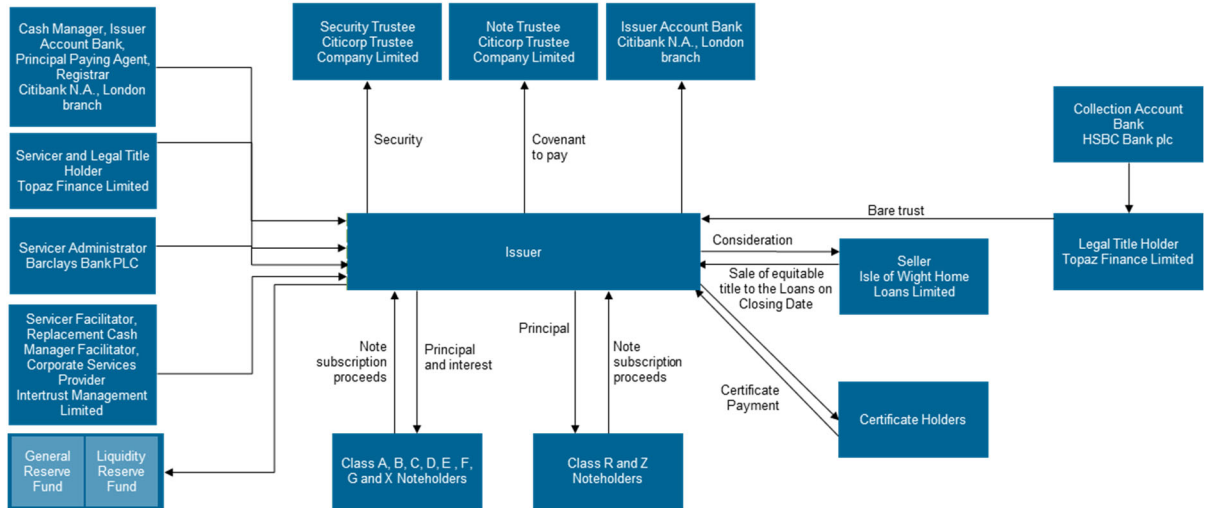 Cash Manager, Issuer
Account Bank,
Principal Paying Agent,
Registrar
Citibank N.A., London
branch
Security Trustee
Citicorp Trustee
Company Limited
Note Trustee
Citicorp Trustee
Company Limited
Issuer Account Bank
Citibank N.A., London
branch
Collection Account
Bank
HSBC Bank plc
Security
Covenant
to pay
Servicer and Legal Title
Holder
Topaz Finance Limited
Bare trust
Legal Title Holder
Topaz Finance Limited
Servicer Administrator
Barclays Bank PLC
Issuer
Consideration
Seller
Isle of Wight Home
Loans Limited
Sale of equitable
title to the Loans on
Closing Date
Servicer Facilitator,
Replacement Cash
Manager Facilitator,
Corporate Services
Provider
Intertrust Management
Limited
Note
subscription
proceeds
Principal
and interest
Principal
Note
subscription
proceeds
Certificate
Payment
Certificate Holders
General
Reserve
Fund
Liquidity
Reserve
Fund
Class A, B, C, D, E , F,
G and X Noteholders
Class R and Z
Noteholders